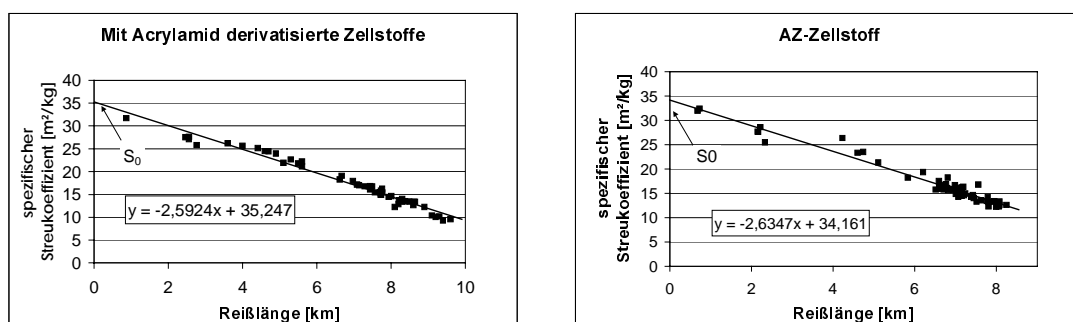 Mit Acrylamid derivatisierte Zellstoffe
spezifischer
Streukoeffizient [m²/kg]
40
35
30
25
20
15
10
5
0
S₀
y = -2,5924x + 35,247
0 2 4 6 8 10
Reißlänge [km]
AZ-Zellstoff
spezifischer
Streukoeffizient [m²/kg]
40
35
30
25
20
15
10
5
0
S0
y = -2,6347x + 34,161
0 2 4 6 8
Reißlänge [km]